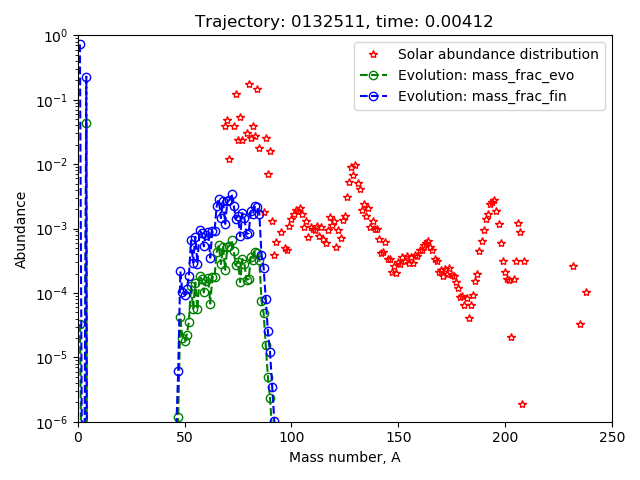 Trajectory: 0132511, time: 0.00412
Solar abundance distribution
Evolution: mass_frac_evo
Evolution: mass_frac_fin
Abundance
10^0
10^-1
10^-2
10^-3
10^-4
10^-5
10^-6
0 50 100 150 200 250
Mass number, A